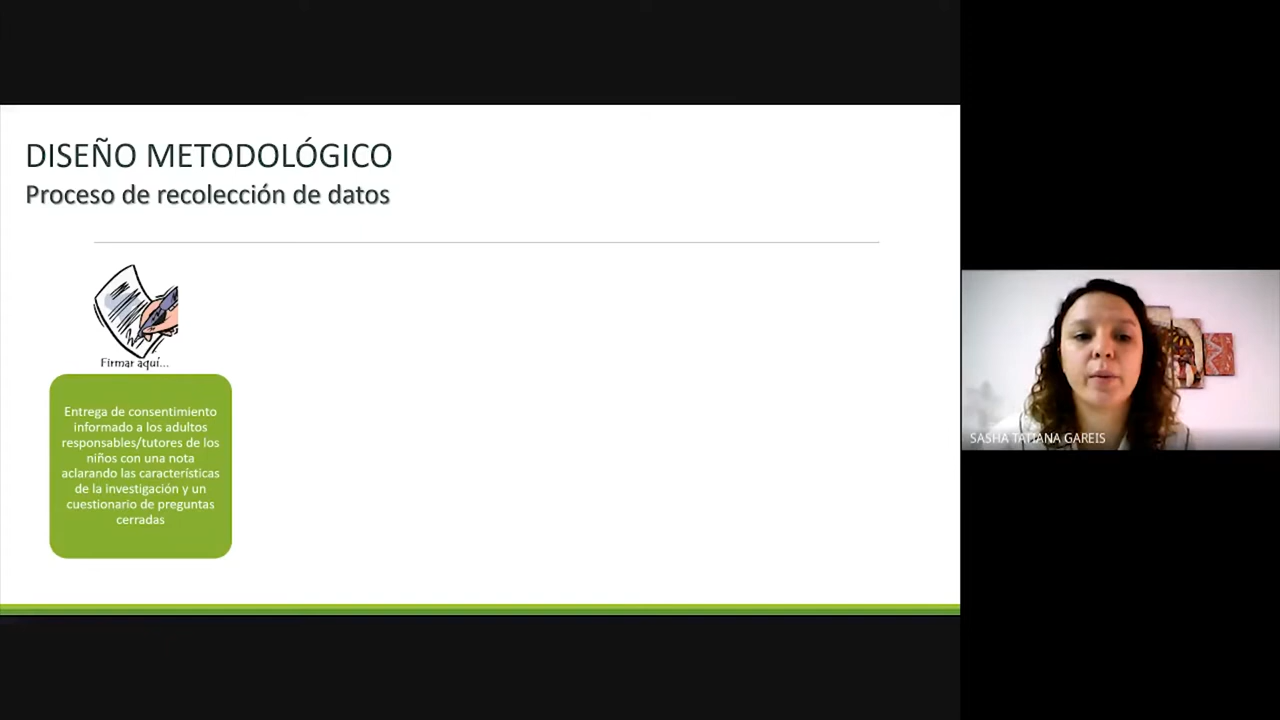 DISEÑO METODOLÓGICO
Proceso de recolección de datos
Firmar aquí...
Entrega de consentimiento
informado a los adultos
responsables/tutores de los
niños con una nota
aclarando las características
de la investigación y un
cuestionario de preguntas
cerradas
SASHA TATIANA GAREIS